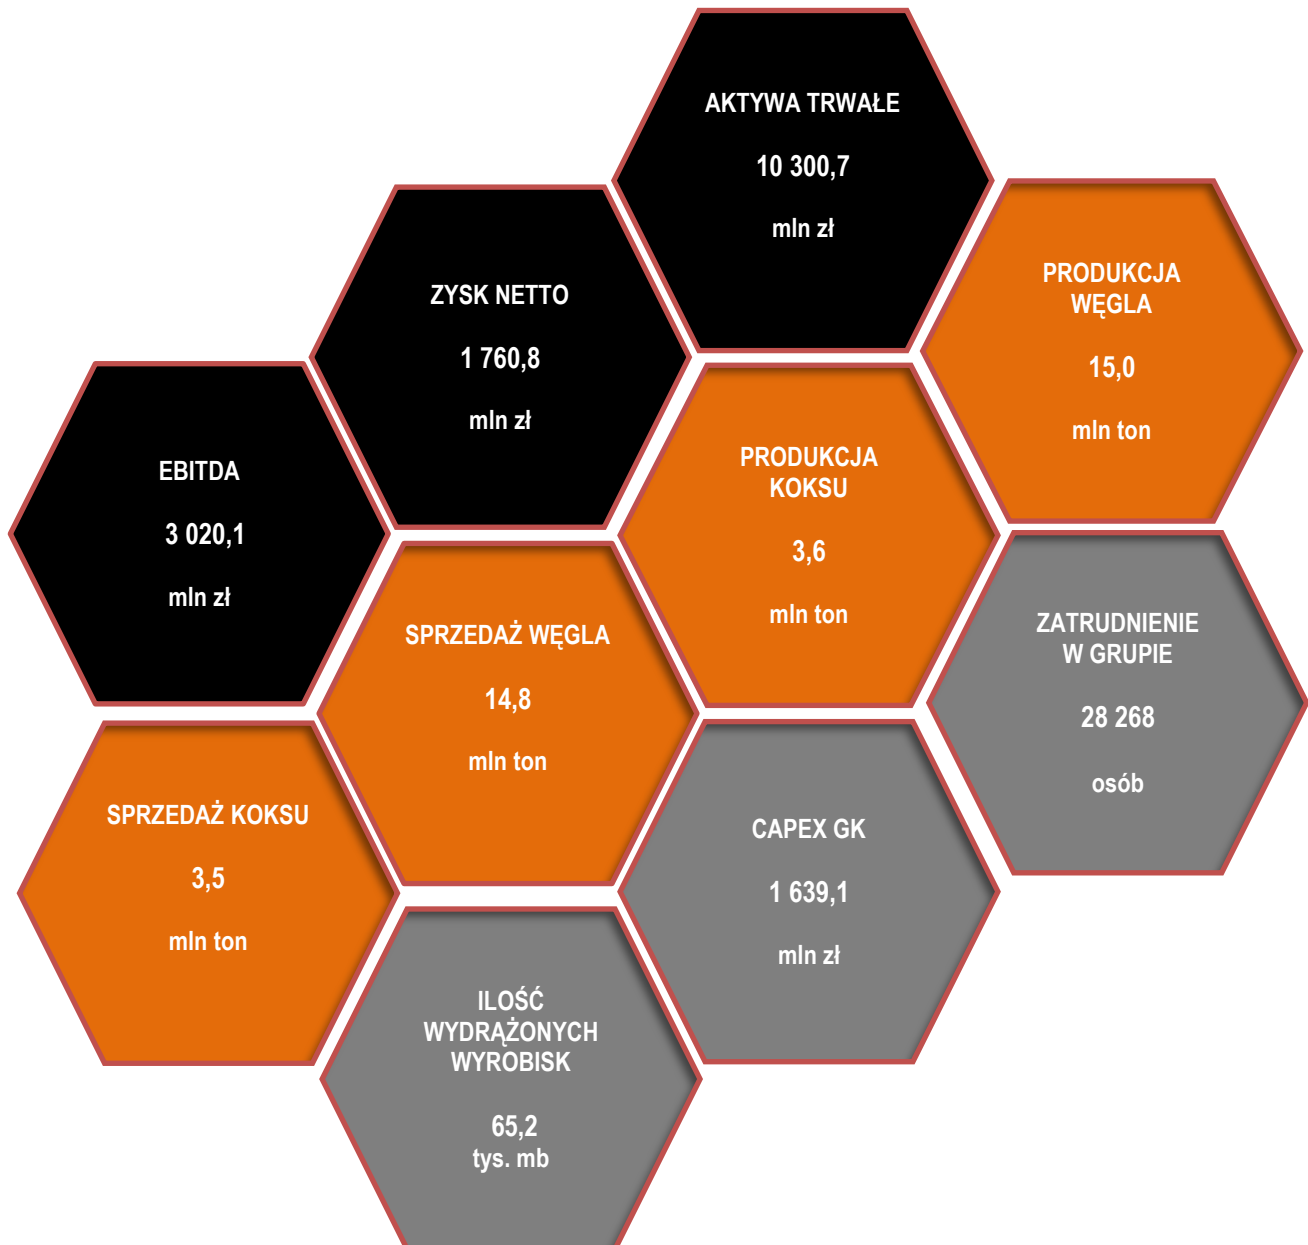 AKTYWA TRWAŁE
10 300,7
mln zł
ZYSK NETTO
1 760,8
mln zł
PRODUKCJA
WĘGLA
15,0
mln ton
EBITDA
3 020,1
mln zł
PRODUKCJA
KOKSU
3,6
mln ton
SPRZEDAŻ WĘGLA
14,8
mln ton
ZATRUDNIENIE
W GRUPIE
28 268
osób
SPRZEDAŻ KOKSU
3,5
mln ton
CAPEX GK
1 639,1
mln zł
ILOŚĆ
WYDRĄŻONYCH
WYROBISK
65,2
tys. mb